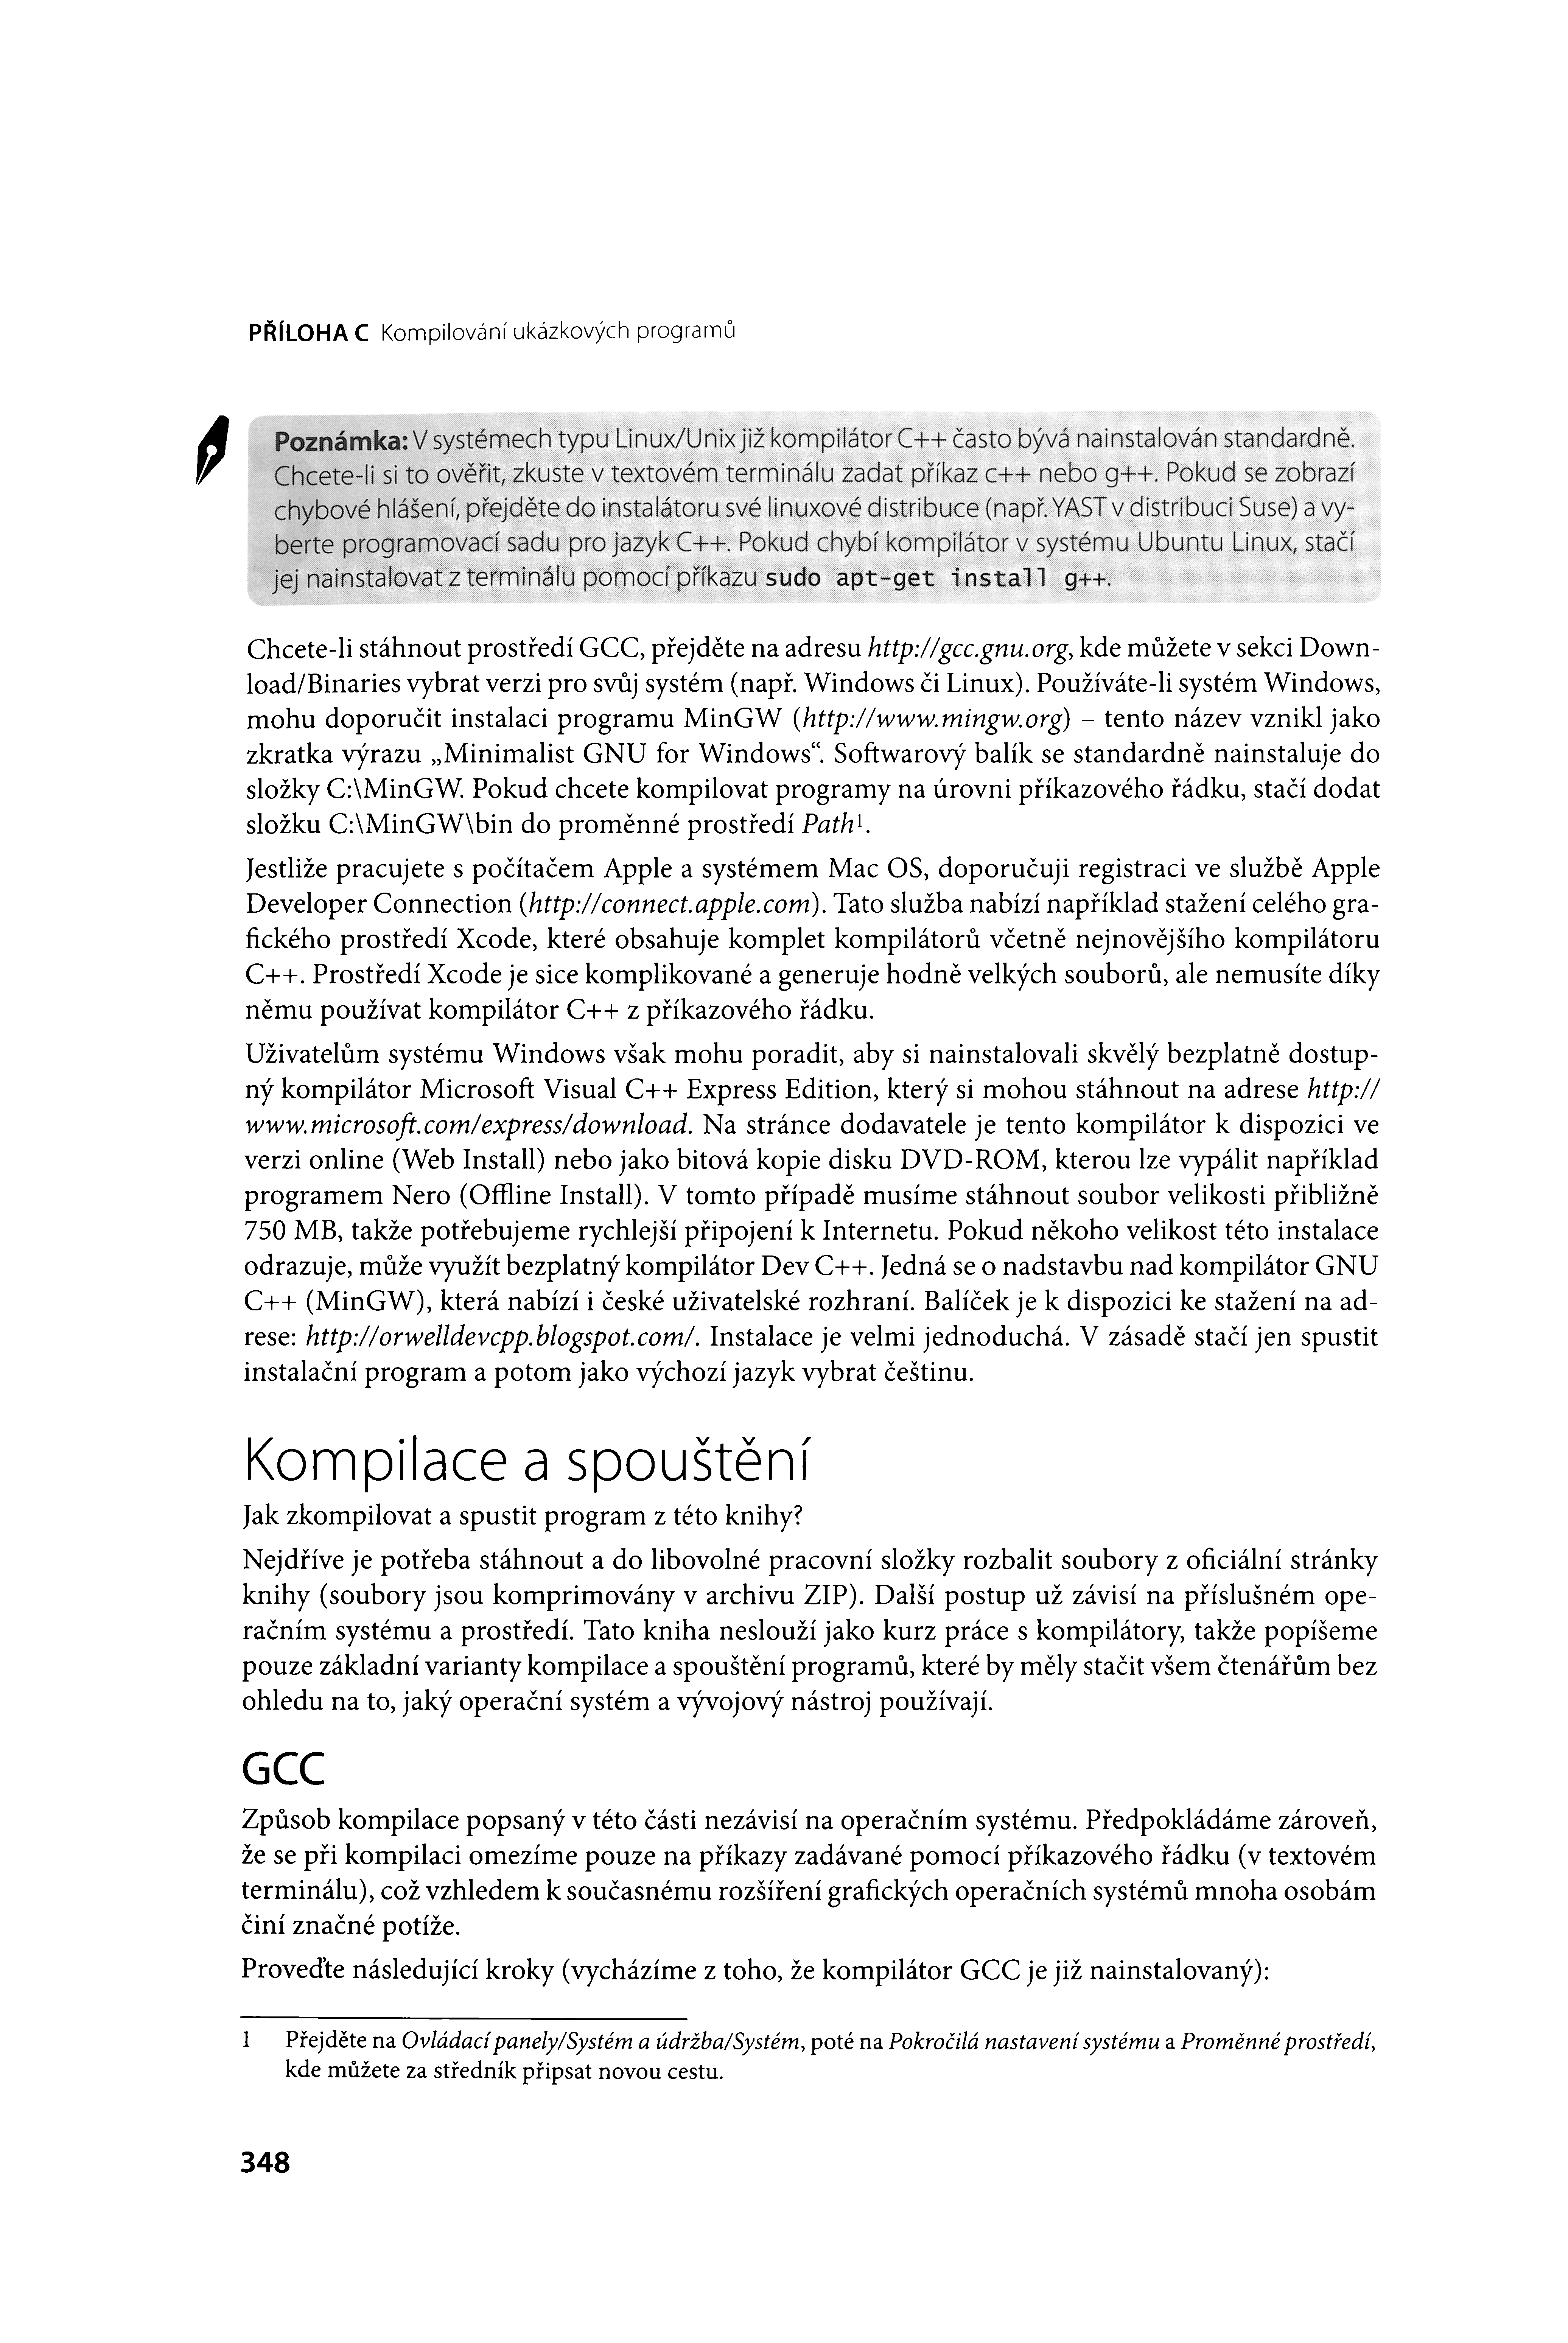 PŘÍLOHA C Kompilování ukázkových programů
Poznámka: V systémech typu Linux/Unix již kompilátor C++ často bývá nainstalován standardně.
Chcete-li si to ověřit, zkuste v textovém terminálu zadat příkaz c++ nebo g++. Pokud se zobrazí
chybové hlášení, přejděte do instalátoru své linuxové distribuce (např. YAST v distribuci Suse) a vy-
berte programovací sadu pro jazyk C++. Pokud chybí kompilátor v systému Ubuntu Linux, stačí
jej nainstalovat z terminálu pomocí příkazu sudo apt-get install g++.
Chcete-li stáhnout prostředí GCC, přejděte na adresu http://gcc.gnu.org, kde můžete v sekci Down-
load/Binaries vybrat verzi pro svůj systém (např. Windows či Linux). Používáte-li systém Windows,
mohu doporučit instalaci programu MinGW (http://www.mingw.org) – tento název vznikl jako
zkratka výrazu „Minimalist GNU for Windows“. Softwarový balík se standardně nainstaluje do
složky C:\MinGW. Pokud chcete kompilovat programy na úrovni příkazového řádku, stačí dodat
složku C:\MinGW\bin do proměnné prostředí Path¹.
Jestliže pracujete s počítačem Apple a systémem Mac OS, doporučuji registraci ve službě Apple
Developer Connection (http://connect.apple.com). Tato služba nabízí například stažení celého gra-
fického prostředí Xcode, které obsahuje komplet kompilátorů včetně nejnovějšího kompilátoru
C++. Prostředí Xcode je sice komplikované a generuje hodně velkých souborů, ale nemusíte díky
němu používat kompilátor C++ z příkazového řádku.
Uživatelům systému Windows však mohu poradit, aby si nainstalovali skvělý bezplatně dostup-
ný kompilátor Microsoft Visual C++ Express Edition, který si mohou stáhnout na adrese http://
www.microsoft.com/express/download. Na stránce dodavatele je tento kompilátor k dispozici ve
verzi online (Web Install) nebo jako bitová kopie disku DVD-ROM, kterou lze vypálit například
programem Nero (Offline Install). V tomto případě musíme stáhnout soubor velikosti přibližně
750 MB, takže potřebujeme rychlejší připojení k Internetu. Pokud někoho velikost této instalace
odrazuje, může využít bezplatný kompilátor Dev C++. Jedná se o nadstavbu nad kompilátor GNU
C++ (MinGW), která nabízí i české uživatelské rozhraní. Balíček je k dispozici ke stažení na ad-
rese: http://orwelldevcpp.blogspot.com/. Instalace je velmi jednoduchá. V zásadě stačí jen spustit
instalační program a potom jako výchozí jazyk vybrat češtinu.
Kompilace a spouštění
Jak zkompilovat a spustit program z této knihy?
Nejdříve je potřeba stáhnout a do libovolné pracovní složky rozbalit soubory z oficiální stránky
knihy (soubory jsou komprimovány v archivu ZIP). Další postup už závisí na příslušném ope-
račním systému a prostředí. Tato kniha neslouží jako kurz práce s kompilátory, takže popíšeme
pouze základní varianty kompilace a spouštění programů, které by měly stačit všem čtenářům bez
ohledu na to, jaký operační systém a vývojový nástroj používají.
GCC
Způsob kompilace popsaný v této části nezávisí na operačním systému. Předpokládáme zároveň,
že se při kompilaci omezíme pouze na příkazy zadávané pomocí příkazového řádku (v textovém
terminálu), což vzhledem k současnému rozšíření grafických operačních systémů mnoha osobám
činí značné potíže.
Proveďte následující kroky (vycházíme z toho, že kompilátor GCC je již nainstalovaný):
1 Přejděte na Ovládací panely/Systém a údržba/Systém, poté na Pokročilá nastavení systému a Proměnné prostředí,
kde můžete za středník připsat novou cestu.
348